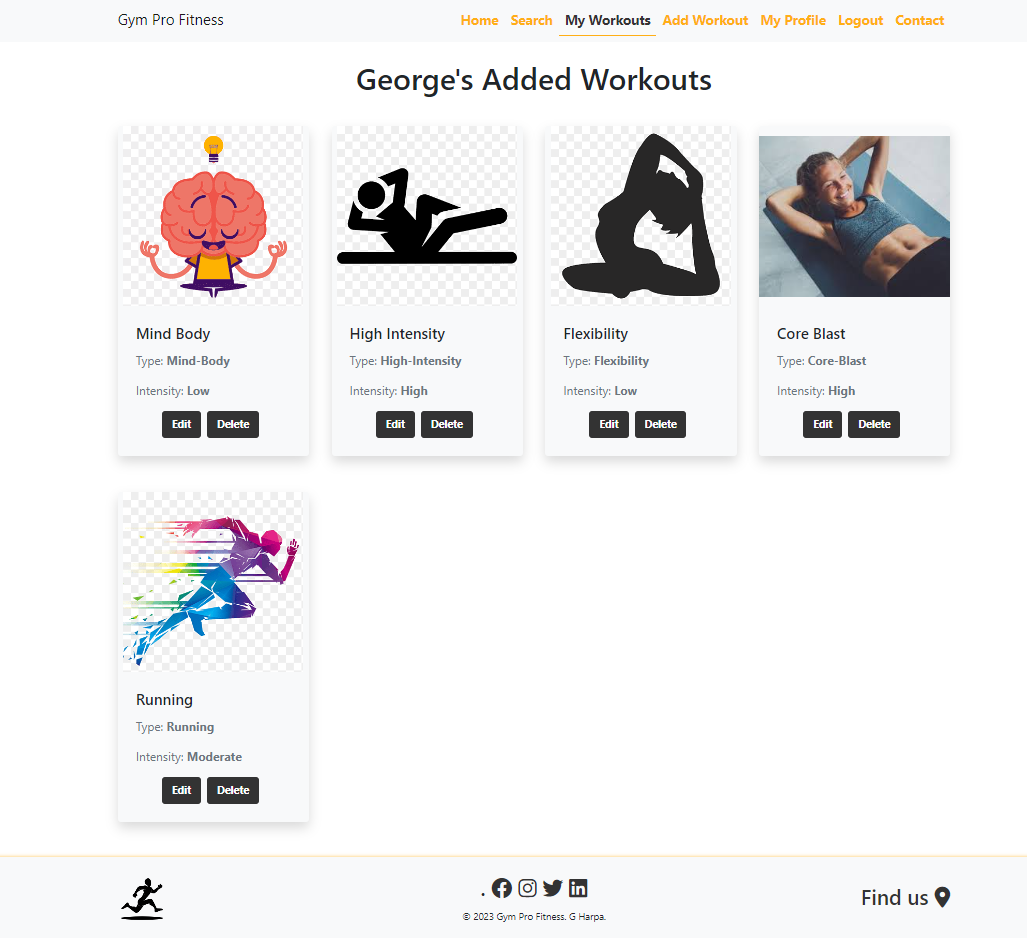 Gym Pro Fitness
Home Search My Workouts Add Workout My Profile Logout Contact
George's Added Workouts
Mind Body
Type: Mind-Body
Intensity: Low
Edit Delete
High Intensity
Type: High-Intensity
Intensity: High
Edit Delete
Flexibility
Type: Flexibility
Intensity: Low
Edit Delete
Core Blast
Type: Core-Blast
Intensity: High
Edit Delete
Running
Type: Running
Intensity: Moderate
Edit Delete
.
© 2023 Gym Pro Fitness. G Harpa.
Find us